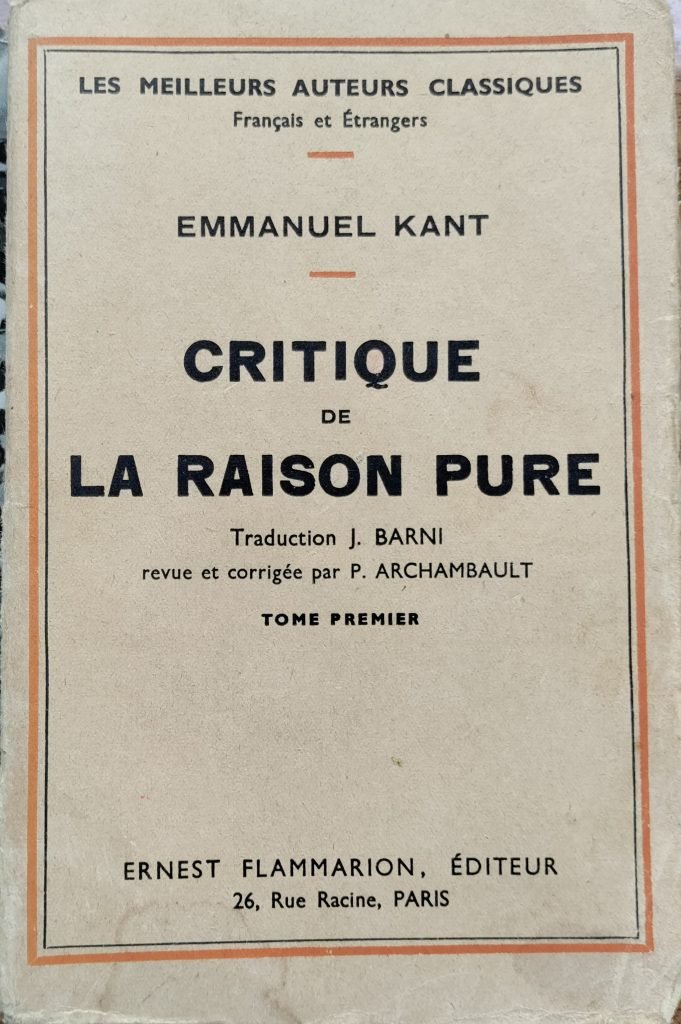 LES MEILLEURS AUTEURS CLASSIQUES
Français et Étrangers
EMMANUEL KANT
CRITIQUE
DE
LA RAISON PURE
Traduction J. BARNI
revue et corrigée par P. ARCHAMBAULT
TOME PREMIER
ERNEST FLAMMARION, ÉDITEUR
26, Rue Racine, PARIS